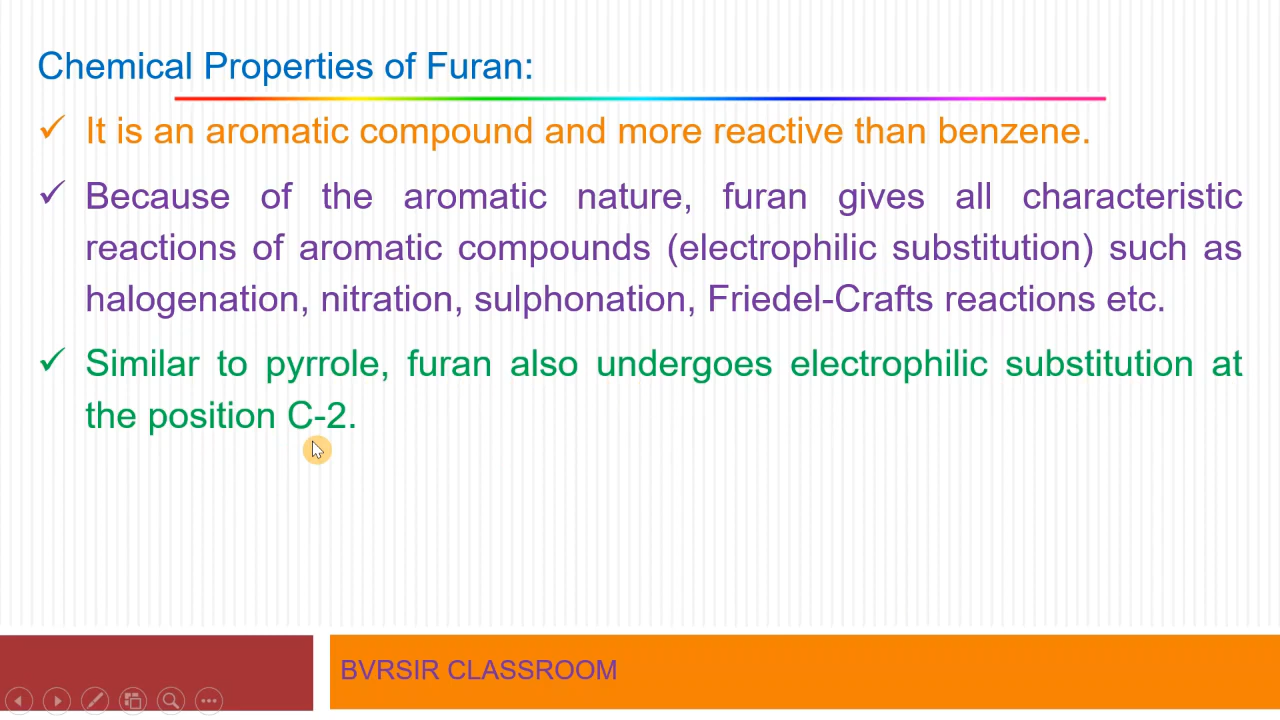 Chemical Properties of Furan:
✓ It is an aromatic compound and more reactive than benzene.
✓ Because of the aromatic nature, furan gives all characteristic
reactions of aromatic compounds (electrophilic substitution) such as
halogenation, nitration, sulphonation, Friedel-Crafts reactions etc.
✓ Similar to pyrrole, furan also undergoes electrophilic substitution at
the position C-2.
BVRSIR CLASSROOM